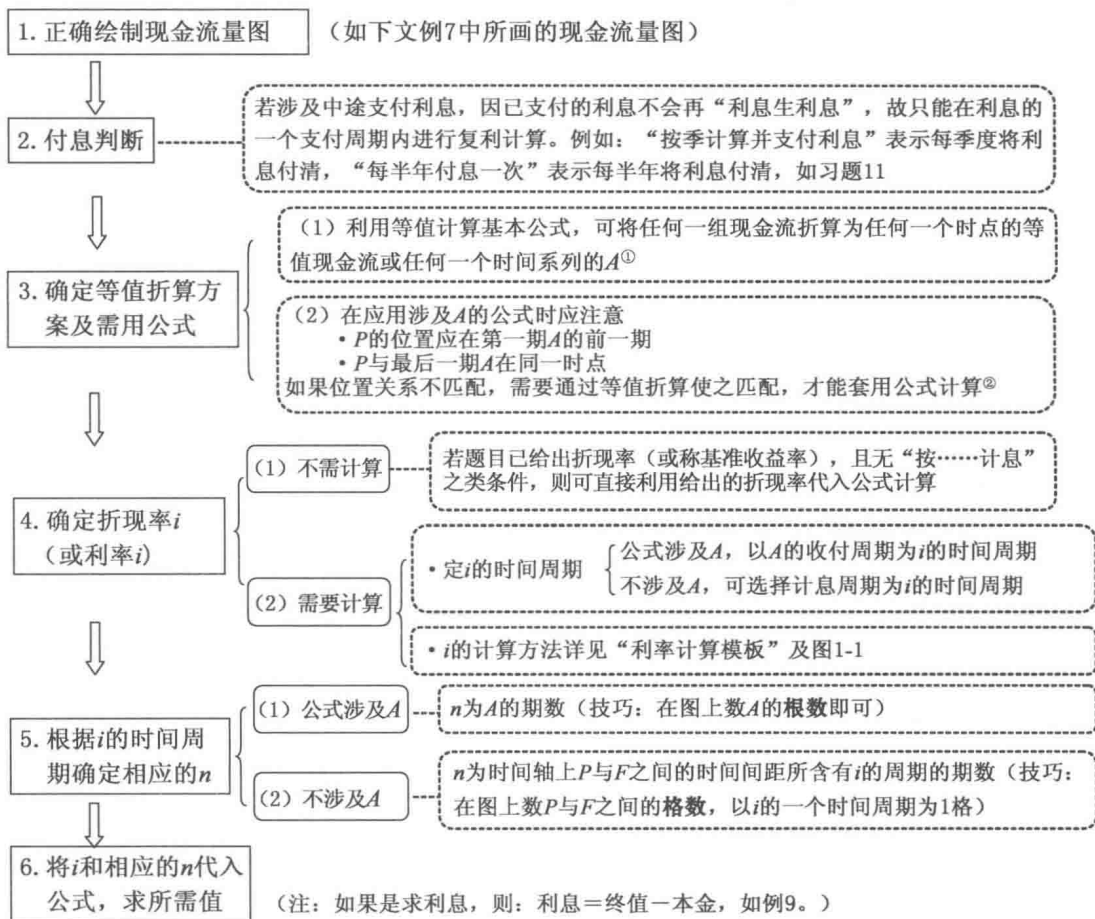 1. 正确绘制现金流量图 （如下文例7中所画的现金流量图）
2. 付息判断
若涉及中途支付利息，因已支付的利息不会再“利息生利息”，故只能在利息的
一个支付周期内进行复利计算。例如：“按季计算并支付利息”表示每季度将利
息付清，“每半年付息一次”表示每半年将利息付清，如习题11
3. 确定等值折算方
案及需用公式
（1）利用等值计算基本公式，可将任何一组现金流折算为任何一个时点的等
值现金流或任何一个时间系列的A①
（2）在应用涉及A的公式时应注意
·P的位置应在第一期A的前一期
·P与最后一期A在同一时点
如果位置关系不匹配，需要通过等值折算使之匹配，才能套用公式计算②
4. 确定折现率i
（或利率i）
（1）不需计算
若题目已给出折现率（或称基准收益率），且无“按……计息”
之类条件，则可直接利用给出的折现率代入公式计算
（2）需要计算
·定i的时间周期
公式涉及A，以A的收付周期为i的时间周期
不涉及A，可选择计息周期为i的时间周期
·i的计算方法详见“利率计算模板”及图1-1
5. 根据i的时间周
期确定相应的n
（1）公式涉及A
n为A的期数（技巧：在图上数A的根数即可）
（2）不涉及A
n为时间轴上P与F之间的时间间距所含有i的周期的期数（技巧：
在图上数P与F之间的格数，以i的一个时间周期为1格）
6. 将i和相应的n代入
公式，求所需值
（注：如果是求利息，则：利息＝终值－本金，如例9。）